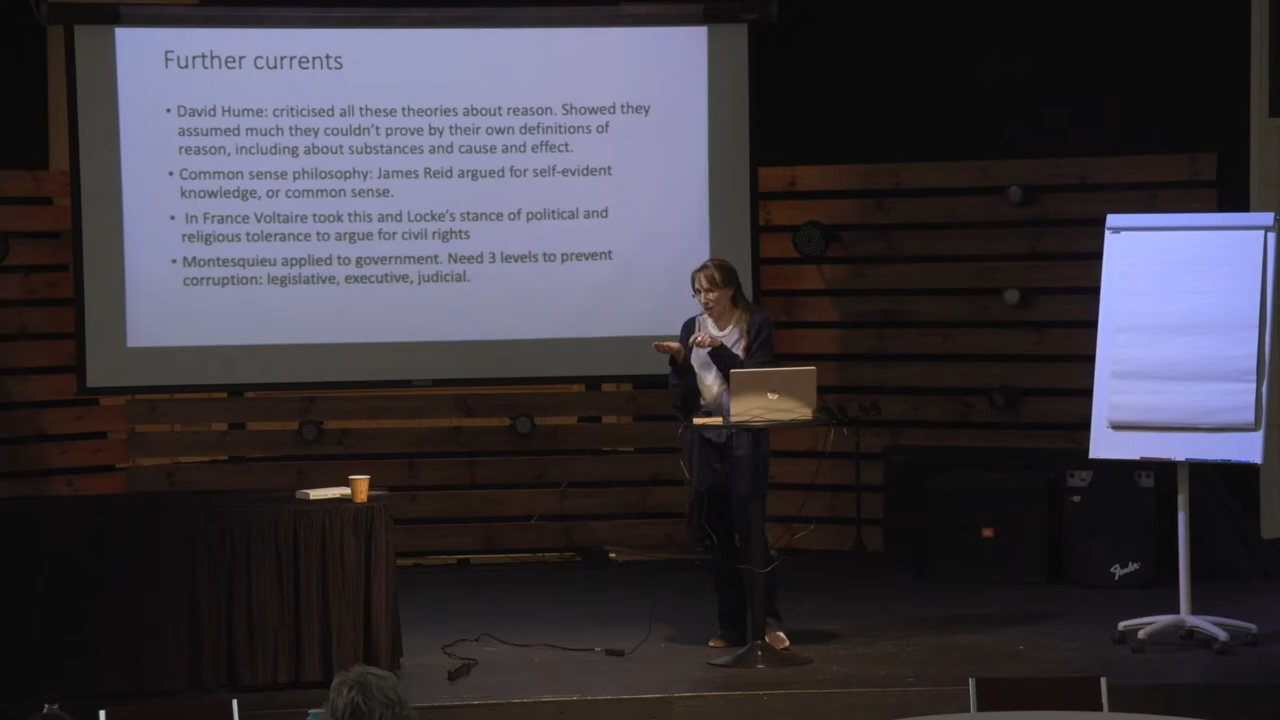 Further currents
• David Hume: criticised all these theories about reason. Showed they
assumed much they couldn't prove by their own definitions of
reason, including about substances and cause and effect.
• Common sense philosophy: James Reid argued for self-evident
knowledge, or common sense.
• In France Voltaire took this and Locke's stance of political and
religious tolerance to argue for civil rights
• Montesquieu applied to government. Need 3 levels to prevent
corruption: legislative, executive, judicial.
hp
JBL
Fender